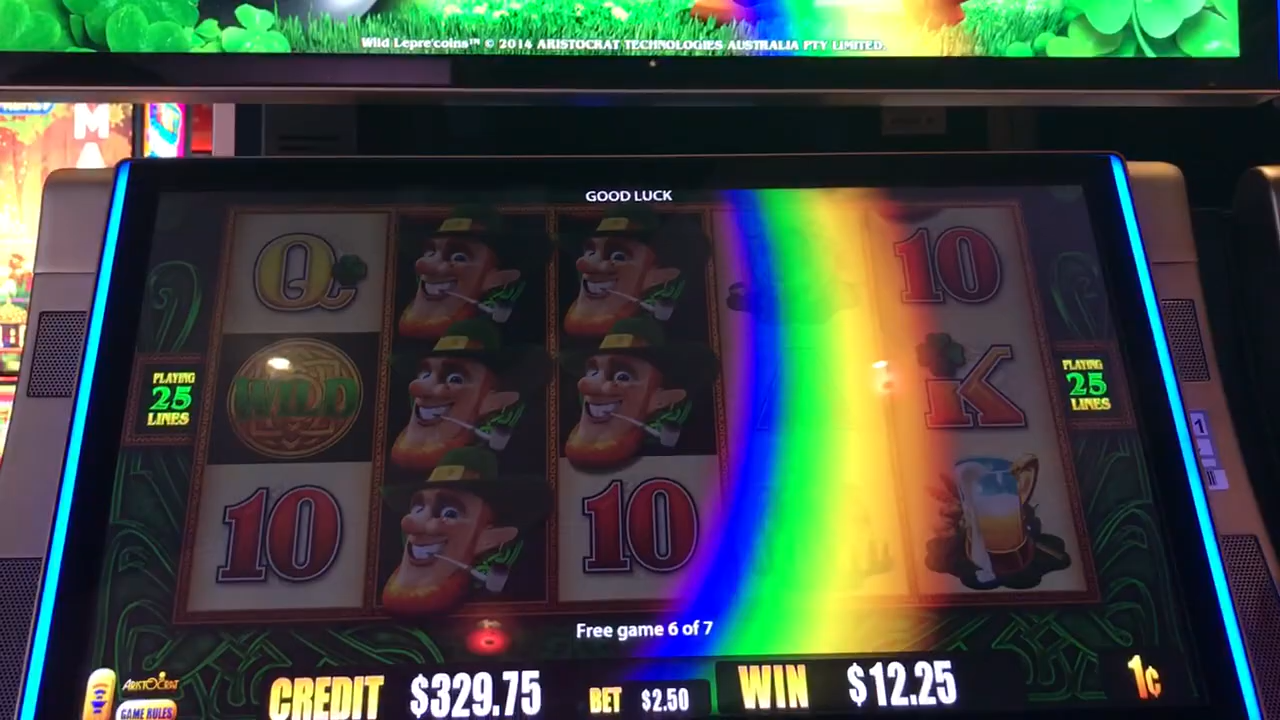 Wild Lepre'coins™ © 2014 ARISTOCRAT TECHNOLOGIES AUSTRALIA PTY LIMITED.
M
A
GOOD LUCK
Q
10
WILD
K
PLAYING
25
LINES
PLAYING
25
LINES
10
10
1
Free game 6 of 7
ARISTOCRAT
GAME RULES
CREDIT $329.75
BET $2.50
WIN $12.25
1¢